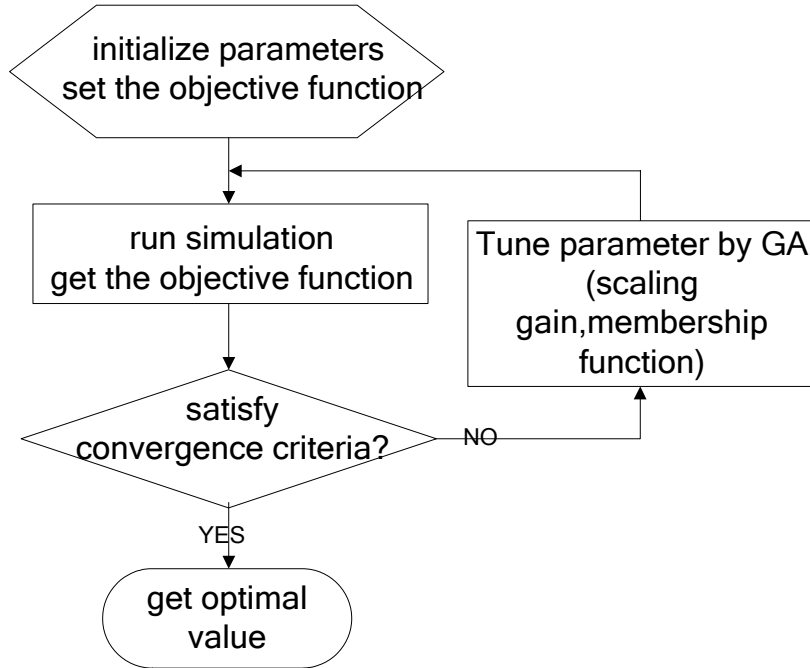 initialize parameters
set the objective function
run simulation
get the objective function
Tune parameter by GA
(scaling
gain,membership
function)
satisfy
convergence criteria?
NO
YES
get optimal
value